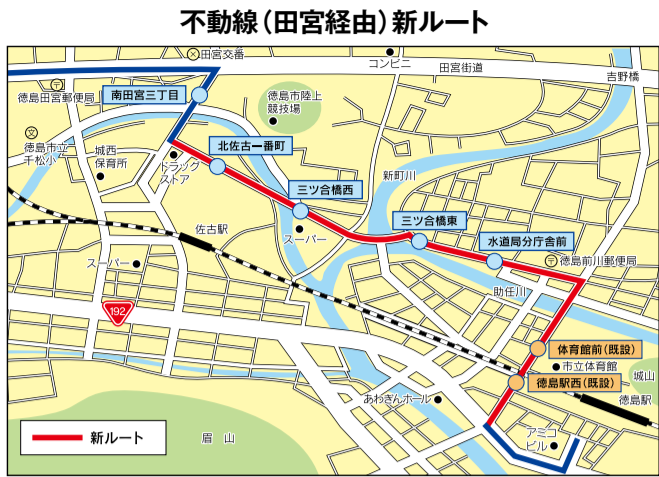 不動線（田宮経由）新ルート
田宮交番
コンビニ
田宮街道
吉野橋
徳島田宮郵便局
南田宮三丁目
徳島市陸上
競技場
文
徳島市立
千松小
城西
保育所
北佐古一番町
ドラッグ
ストア
新町川
三ツ合橋西
三ツ合橋東
佐古駅
スーパー
水道局分庁舎前
徳島前川郵便局
スーパー
助任川
192
体育館前（既設）
市立体育館
徳島駅西（既設）
城山
徳島駅
あわぎんホール
アミコ
ビル
新ルート
眉山